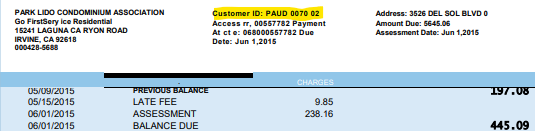 PARK LIDO CONDOMINIUM ASSOCIATION
Go FirstServ ice Residential
15241 LAGUNA CA RYON ROAD
IRVINE, CA 92618
000428-5688
Customer ID: PAUD 0070 02
Access rr, 00557782 Payment
At ct e: 068000557782 Due
Dete: Jun 1,2015
Address: 3526 DEL SOL BLVD 0
Amount Due: 5645.06
Assessment Date: Jun 1,2015
CHARGES
05/09/2015 PREVIOUS BALANCE 197.08
05/15/2015 LATE FEE 9.85
06/01/2015 ASSESSMENT 238.16
06/01/2015 BALANCE DUE 445.09